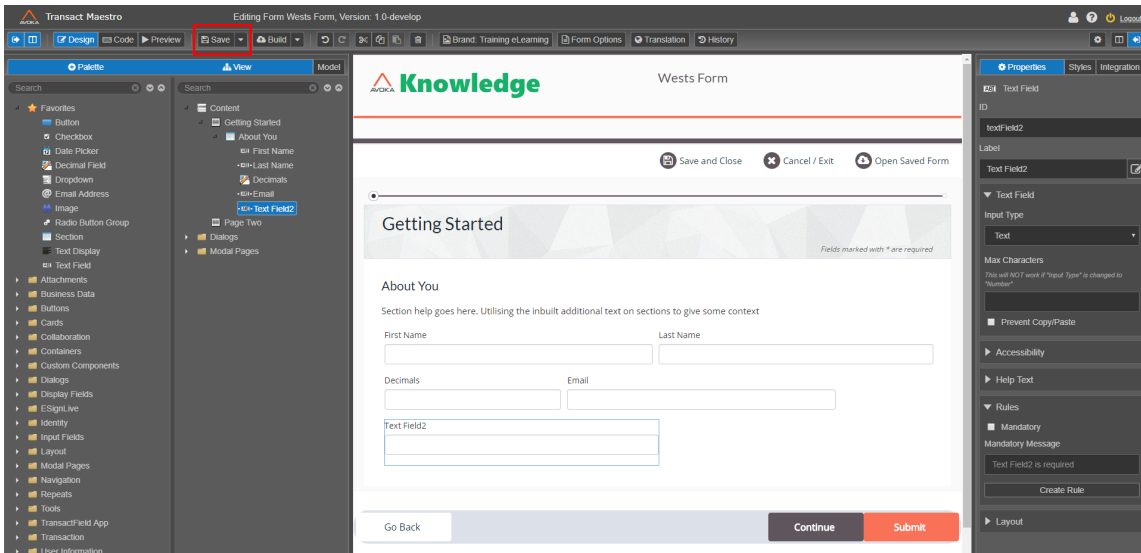 Transact Maestro
Editing Form Wests Form, Version: 1.0-develop
Logout
Design
Code
Preview
Save
Build
Brand: Training eLearning
Form Options
Translation
History
Palette
View
Model
Search
Search
Favorites
Button
Checkbox
Date Picker
Decimal Field
Dropdown
Email Address
Image
Radio Button Group
Section
Text Display
Text Field
Attachments
Business Data
Buttons
Cards
Collaboration
Containers
Custom Components
Dialogs
Display Fields
ESignLive
Identity
Input Fields
Layout
Modal Pages
Navigation
Repeats
Tools
TransactField App
Transaction
User Information
Content
Getting Started
About You
First Name
Last Name
Decimals
Email
Text Field2
Page Two
Dialogs
Modal Pages
AVOKA
Knowledge
Wests Form
Save and Close
Cancel / Exit
Open Saved Form
Getting Started
Fields marked with * are required
About You
Section help goes here. Utilising the inbuilt additional text on sections to give some context
First Name
Last Name
Decimals
Email
Text Field2
Go Back
Continue
Submit
Properties
Styles
Integration
Text Field
ID
textField2
Label
Text Field2
Text Field
Input Type
Text
Max Characters
This will NOT work if "Input Type" is changed to
"Number"
Prevent Copy/Paste
Accessibility
Help Text
Rules
Mandatory
Mandatory Message
Text Field2 is required
Create Rule
Layout